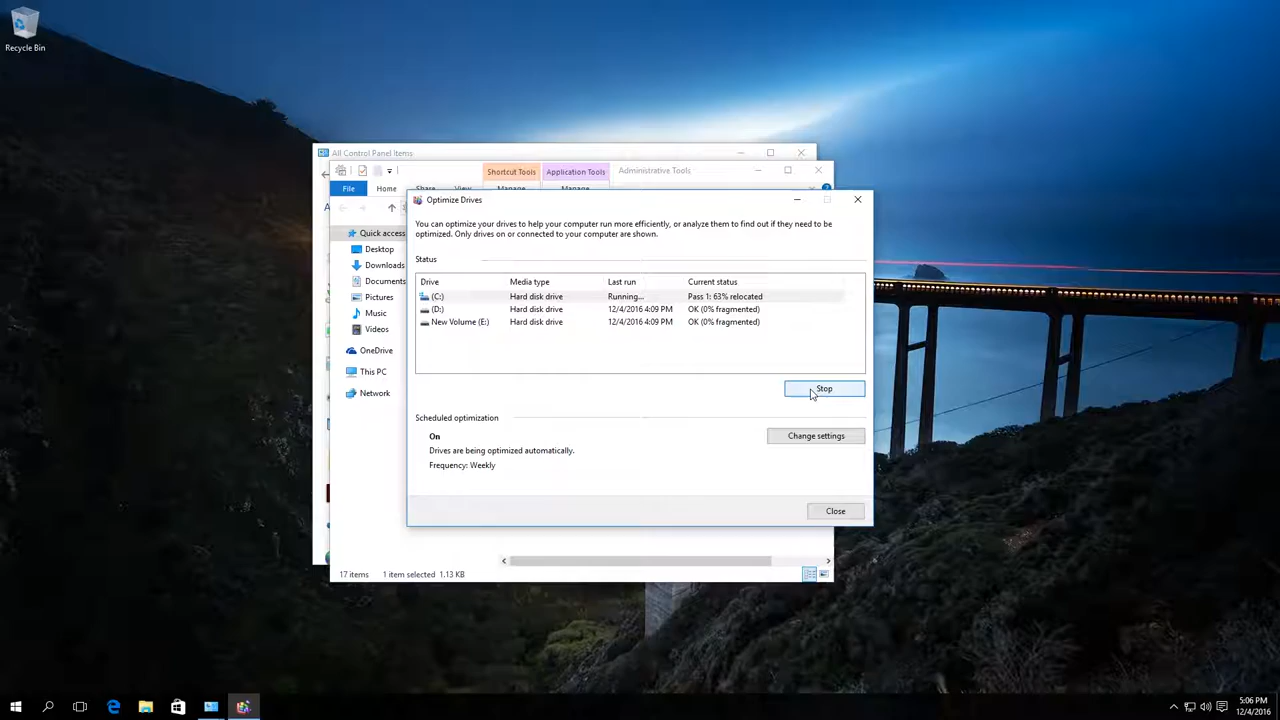 Recycle Bin
All Control Panel Items
Shortcut Tools
Application Tools
Administrative Tools
File
Home
Share
View
Manage
Manage
Optimize Drives
You can optimize your drives to help your computer run more efficiently, or analyze them to find out if they need to be
optimized. Only drives on or connected to your computer are shown.
Quick access
Desktop
Downloads
Documents
Pictures
Music
Videos
OneDrive
This PC
Network
Status
Drive Media type Last run Current status
(C:) Hard disk drive Running... Pass 1: 63% relocated
(D:) Hard disk drive 12/4/2016 4:09 PM OK (0% fragmented)
New Volume (E:) Hard disk drive 12/4/2016 4:09 PM OK (0% fragmented)
Stop
Scheduled optimization
On
Change settings
Drives are being optimized automatically.
Frequency: Weekly
Close
17 items 1 item selected 1.13 KB
5:06 PM
12/4/2016